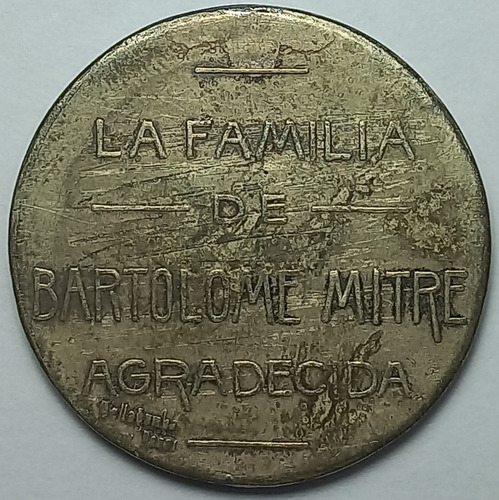 LA FAMILIA
DE
BARTOLOME MITRE
AGRADECIDA